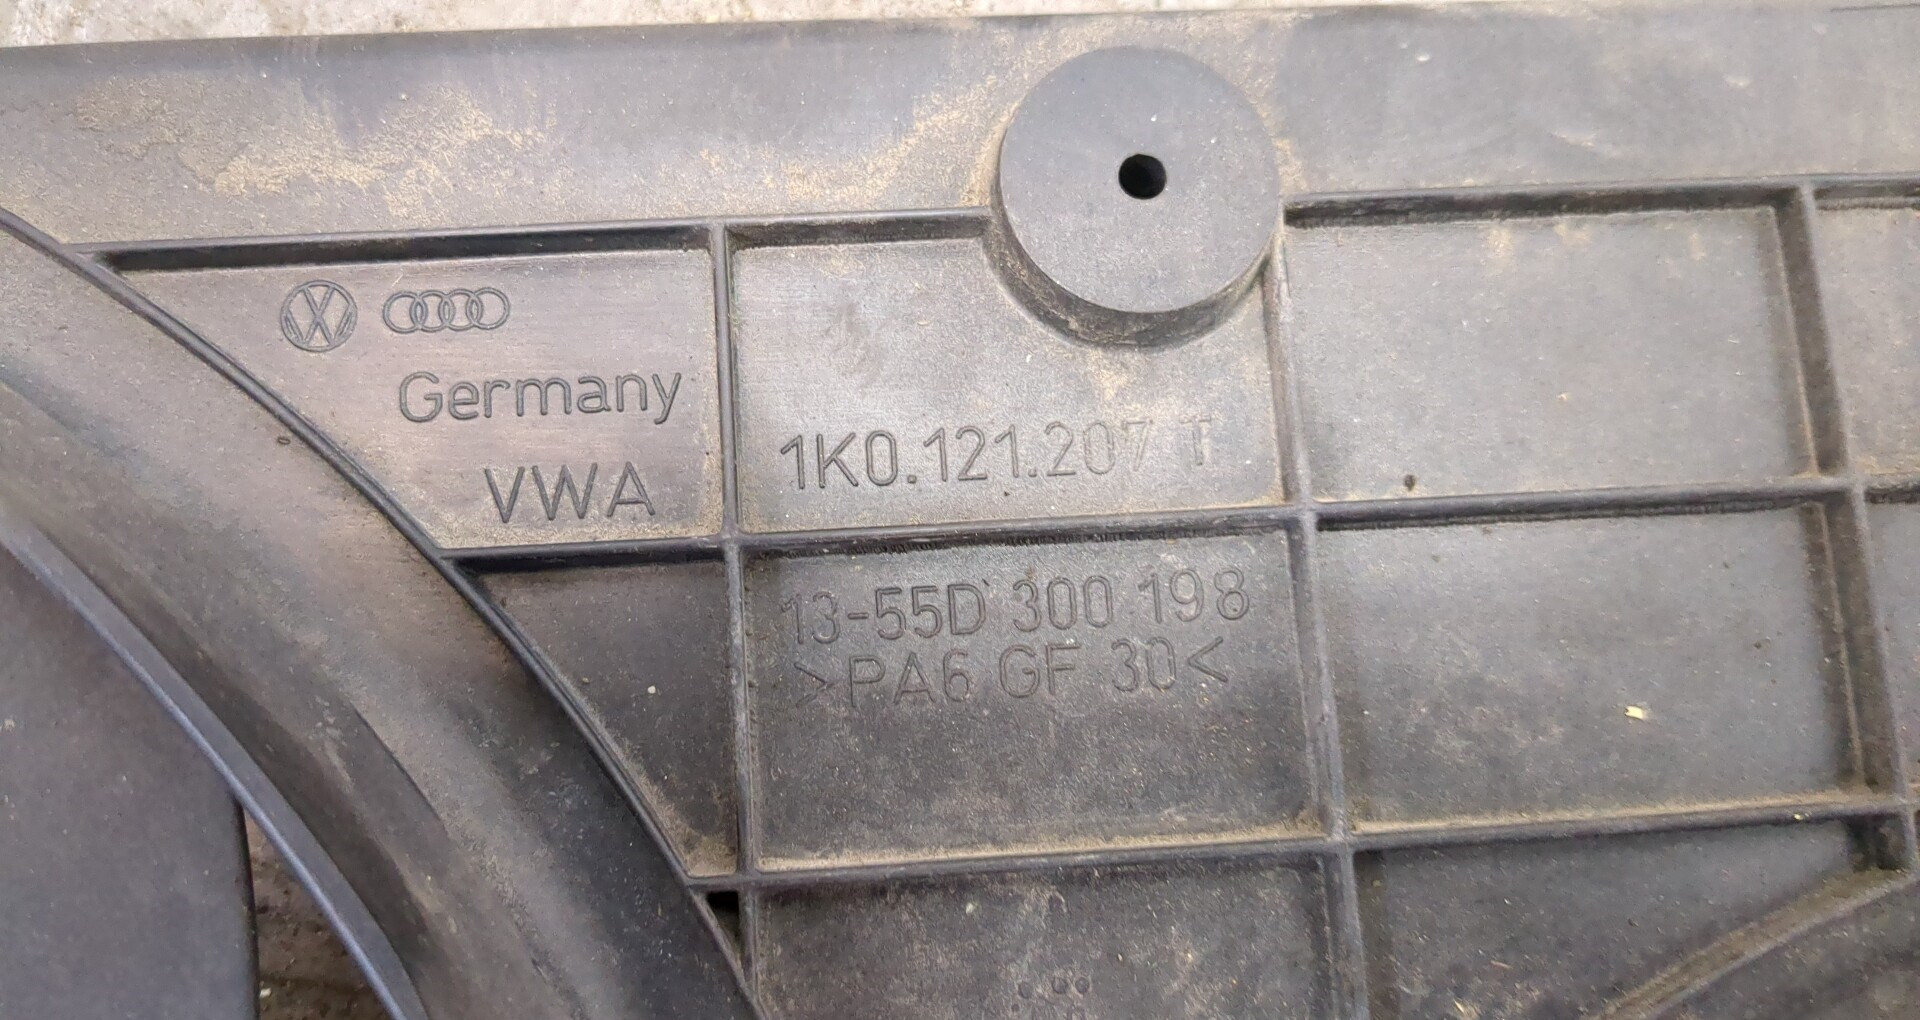 Germany
VWA
1K0.121.207 T
13-55D 300 198
>PA6 GF 30<